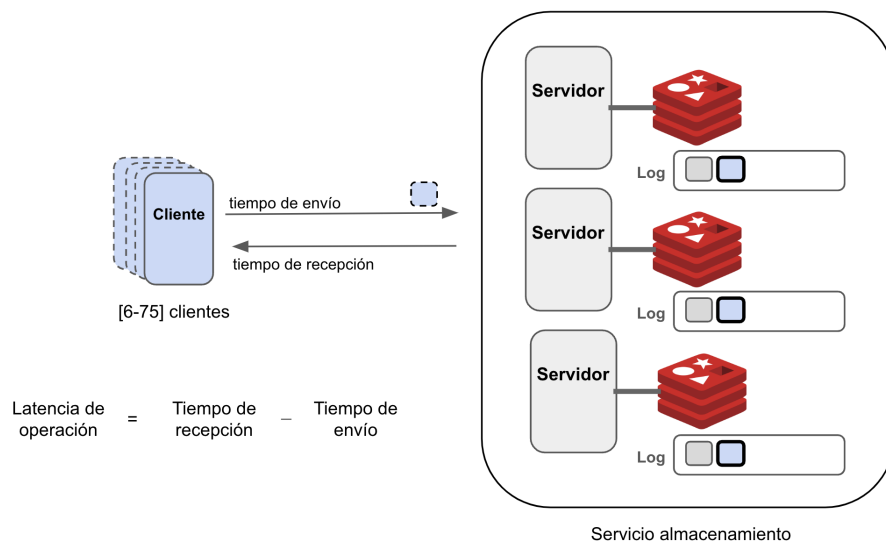 Servidor
Log
Cliente
tiempo de envío
tiempo de recepción
[6-75] clientes
Servidor
Log
Servidor
Log
Latencia de
operación
=
Tiempo de
recepción
–
Tiempo de
envío
Servicio almacenamiento